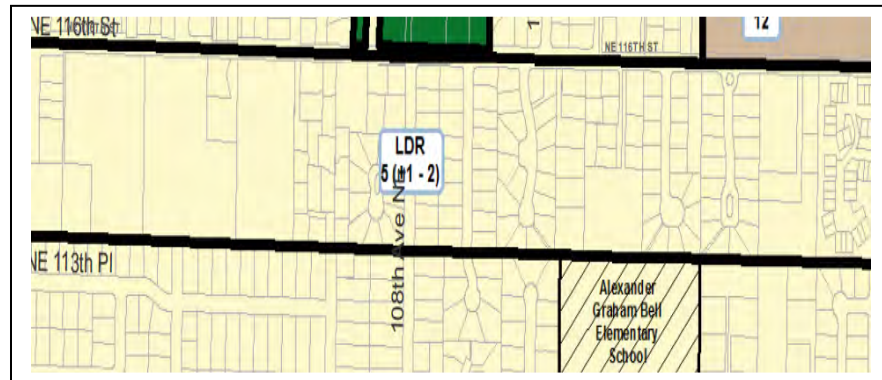 NE 116th St
12
1
NE 116TH ST
LDR
5 (+1 - 2)
108th Ave NE
NE 113th Pl
Alexander
Graham Bell
Elementary
School